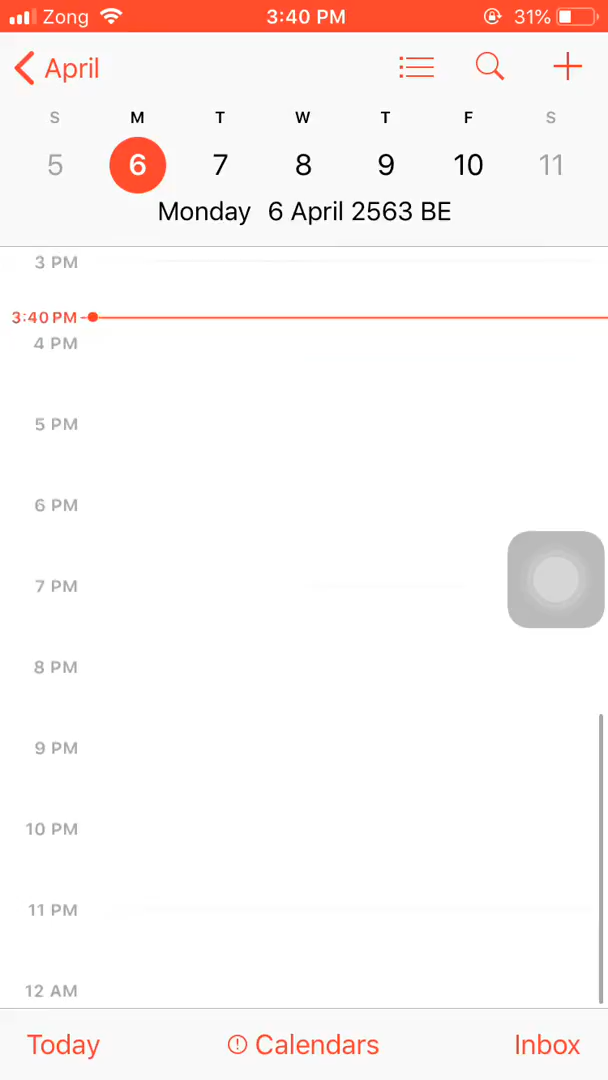 Zong 3:40 PM 31%
April
S M T W T F S
5 6 7 8 9 10 11
Monday 6 April 2563 BE
3 PM
3:40 PM
4 PM
5 PM
6 PM
7 PM
8 PM
9 PM
10 PM
11 PM
12 AM
Today Calendars Inbox